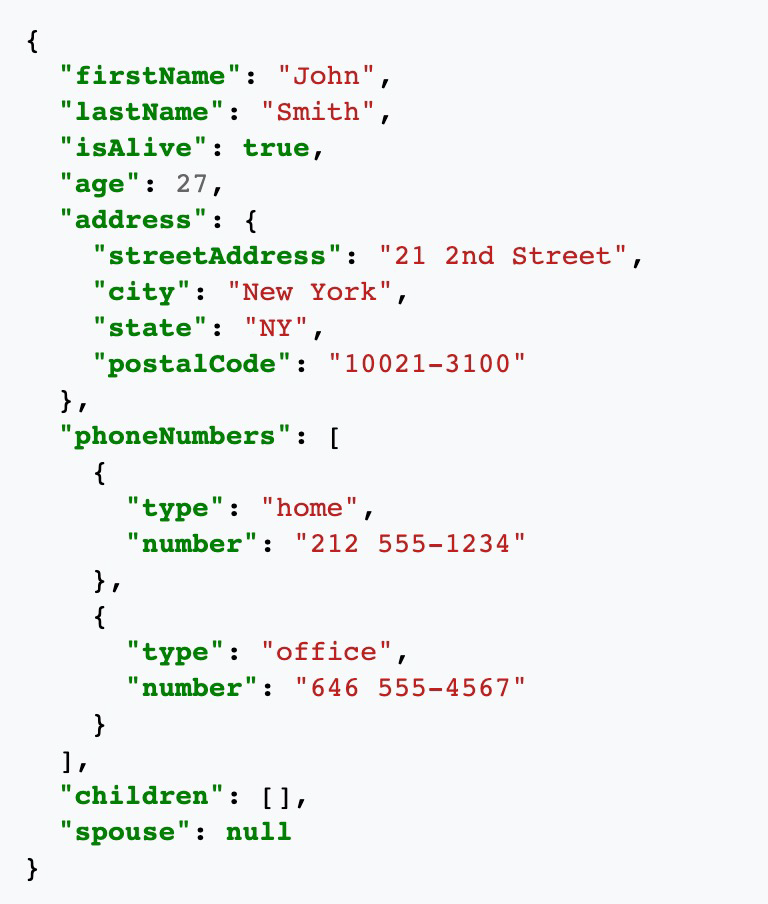 {
  "firstName": "John",
  "lastName": "Smith",
  "isAlive": true,
  "age": 27,
  "address": {
    "streetAddress": "21 2nd Street",
    "city": "New York",
    "state": "NY",
    "postalCode": "10021-3100"
  },
  "phoneNumbers": [
    {
      "type": "home",
      "number": "212 555-1234"
    },
    {
      "type": "office",
      "number": "646 555-4567"
    }
  ],
  "children": [],
  "spouse": null
}